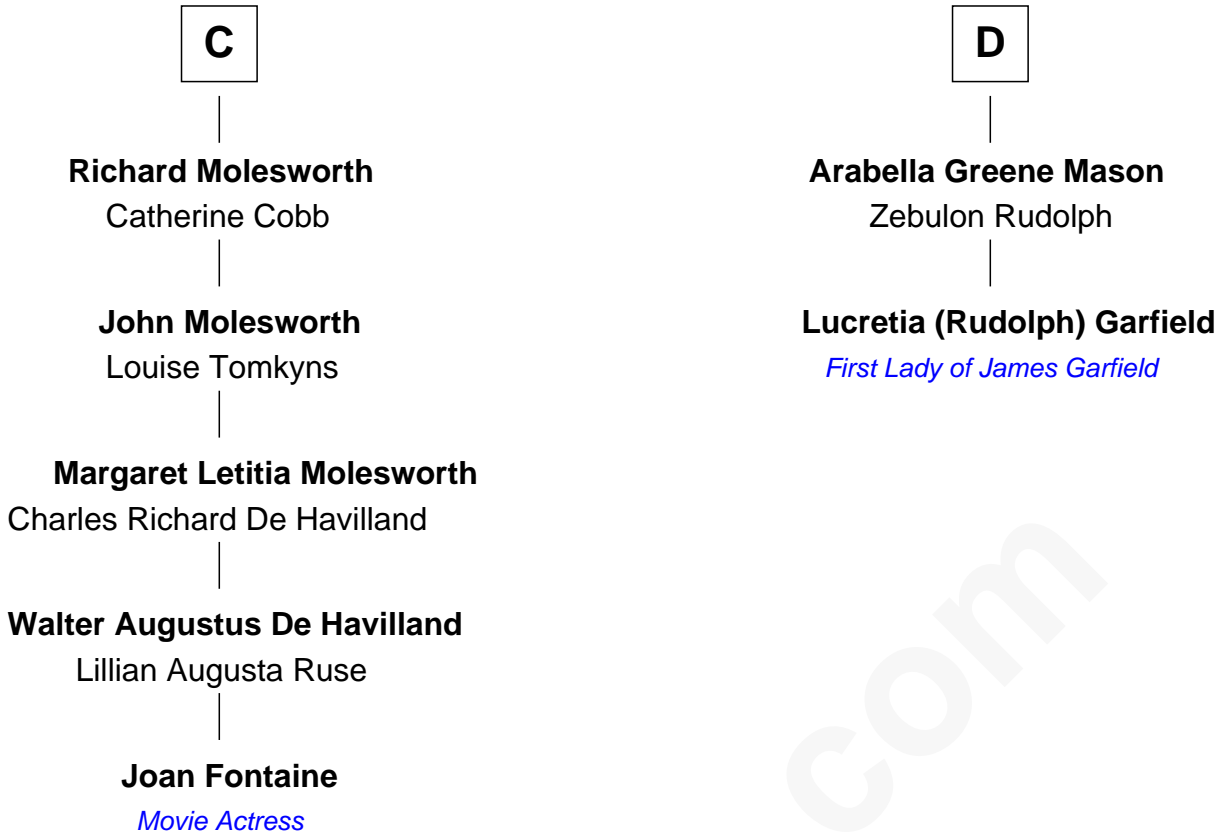 C
Richard Molesworth
Catherine Cobb
John Molesworth
Louise Tomkyns
Margaret Letitia Molesworth
Charles Richard De Havilland
Walter Augustus De Havilland
Lillian Augusta Ruse
Joan Fontaine
Movie Actress
D
Arabella Greene Mason
Zebulon Rudolph
Lucretia (Rudolph) Garfield
First Lady of James Garfield
com